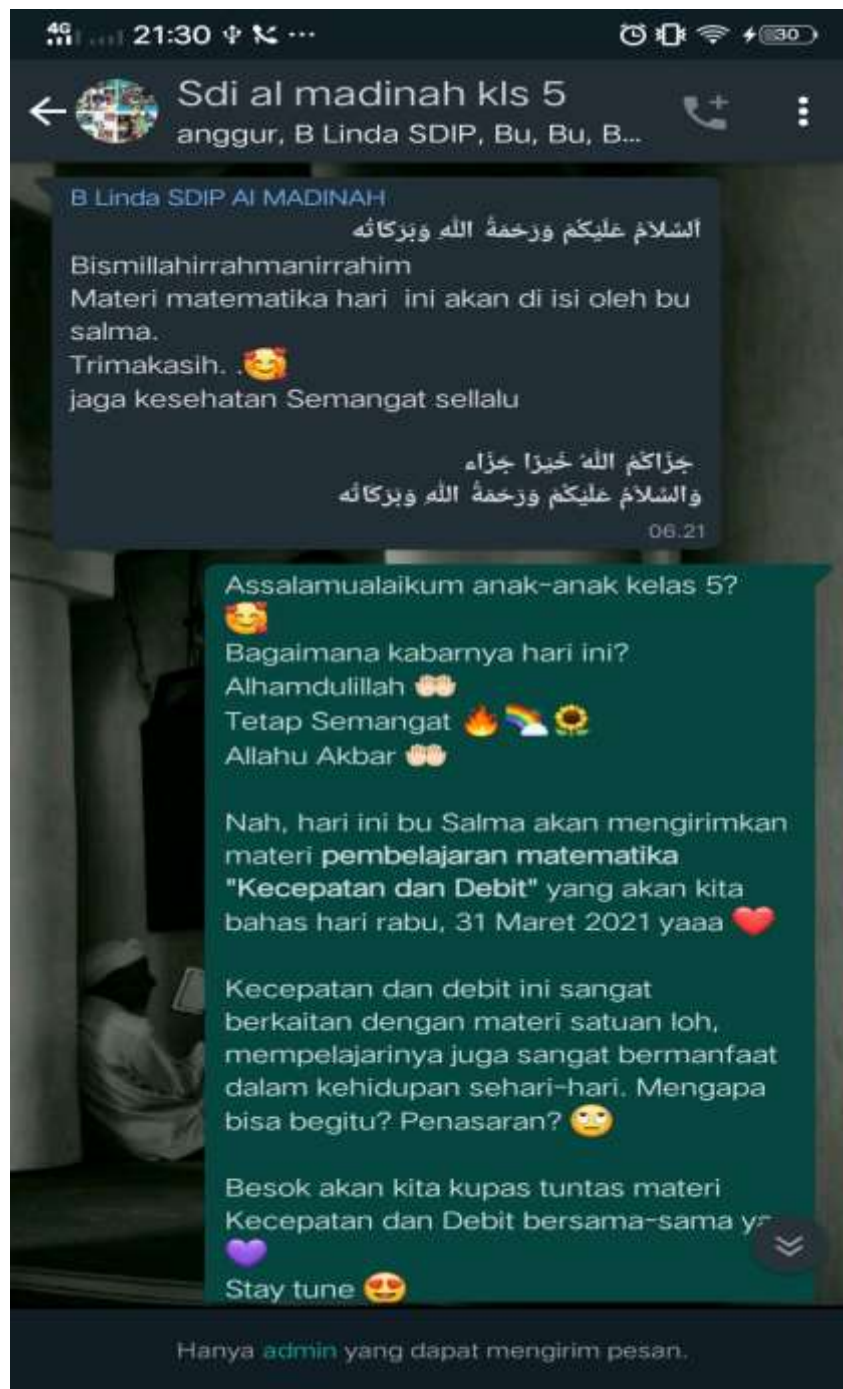 4G 21:30 ... 30
Sdi al madinah kls 5
anggur, B Linda SDIP, Bu, Bu, B...
B Linda SDIP Al MADINAH
اَلسَّلاَمُ عَلَيْكُمْ وَرَحْمَةُ اللهِ وَبَرَكَاتُه
Bismillahirrahmanirrahim
Materi matematika hari ini akan di isi oleh bu
salma.
Trimakasih. .🥰
jaga kesehatan Semangat sellalu
جَزَاكُمُ اللهُ خَيْرًا جَزَاء
وَالسَّلاَمُ عَلَيْكُمْ وَرَحْمَةُ اللهِ وَبَرَكَاتُه
06.21
Assalamualaikum anak-anak kelas 5?
🥰
Bagaimana kabarnya hari ini?
Alhamdulillah 🤲🏻
Tetap Semangat 🔥🌈🌻
Allahu Akbar 🤲🏻
Nah, hari ini bu Salma akan mengirimkan
materi pembelajaran matematika
"Kecepatan dan Debit" yang akan kita
bahas hari rabu, 31 Maret 2021 yaaa ❤️
Kecepatan dan debit ini sangat
berkaitan dengan materi satuan loh,
mempelajarinya juga sangat bermanfaat
dalam kehidupan sehari-hari. Mengapa
bisa begitu? Penasaran? 🙄
Besok akan kita kupas tuntas materi
Kecepatan dan Debit bersama-sama
💜
Stay tune 😍
Hanya admin yang dapat mengirim pesan.